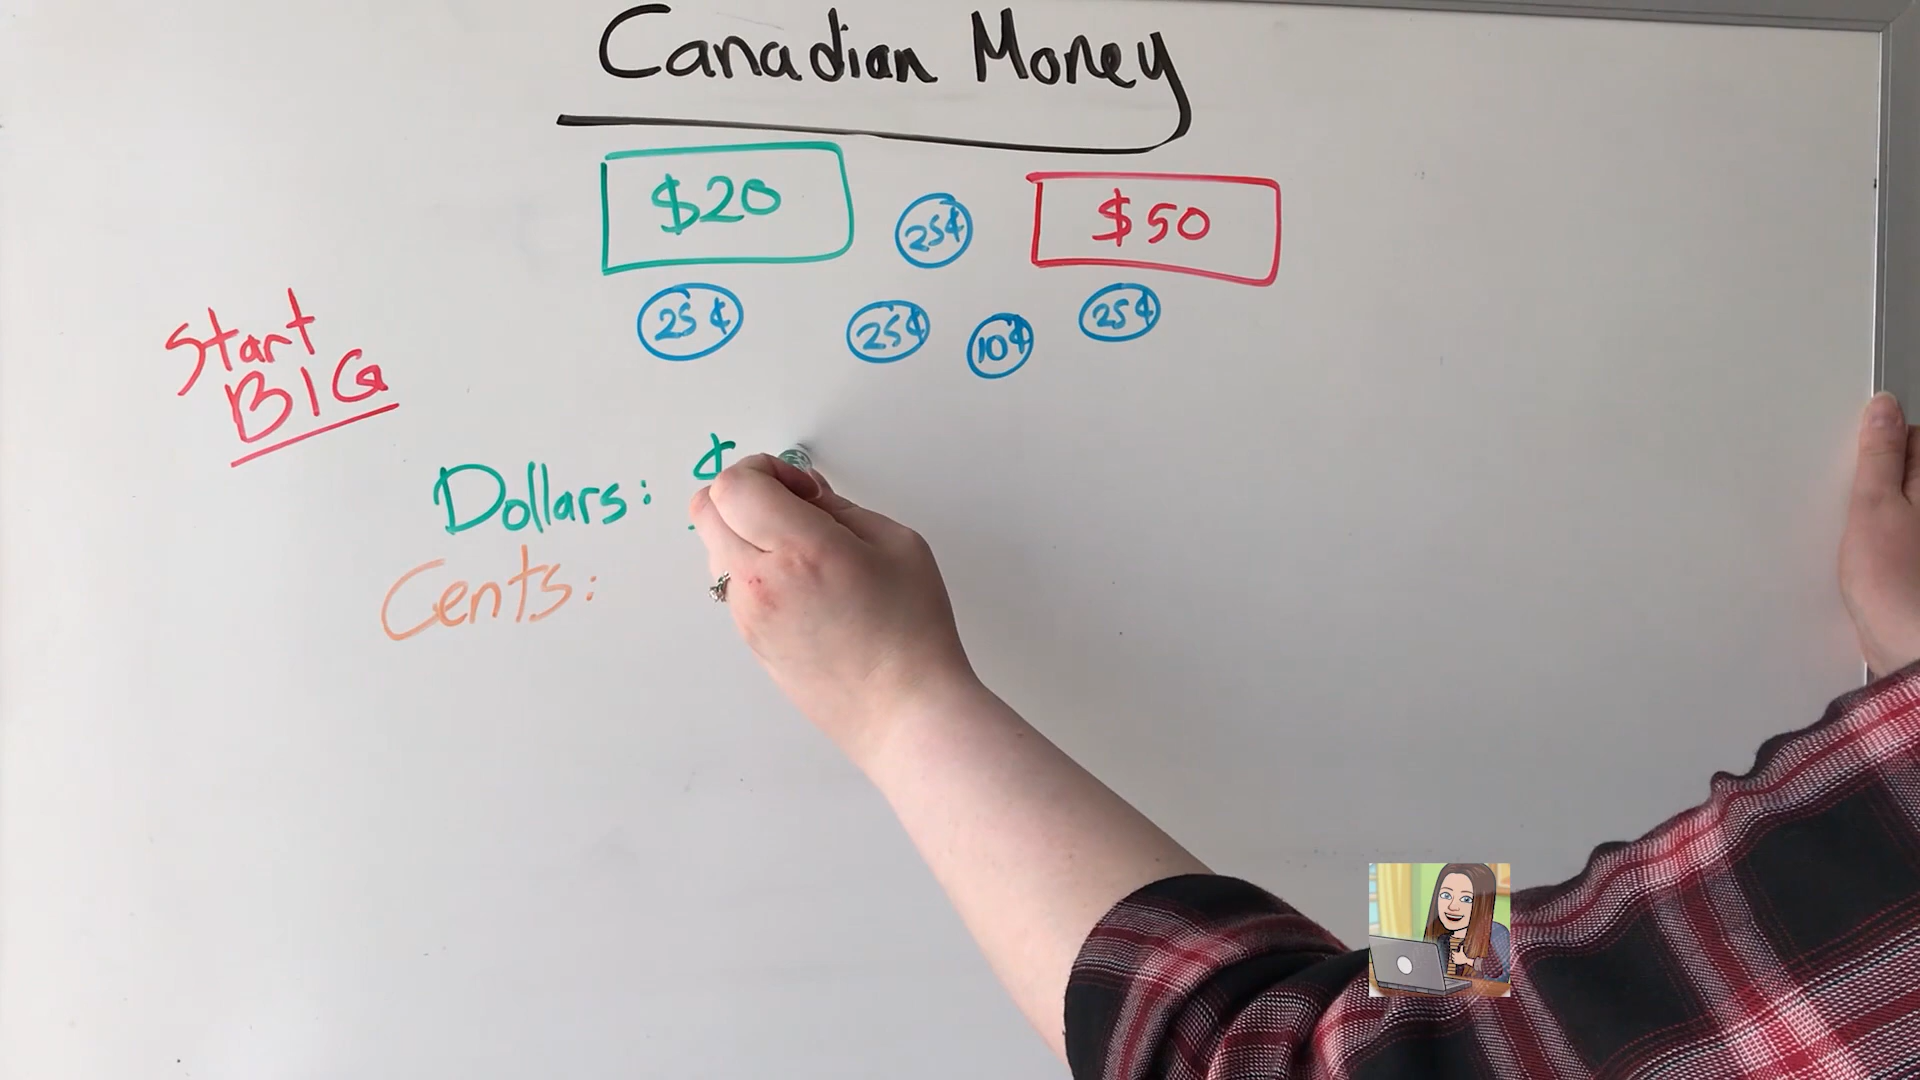 Canadian Money
$20 25¢ $50
25¢ 25¢ 10¢ 25¢
Start
BIG
Dollars: $
Cents: